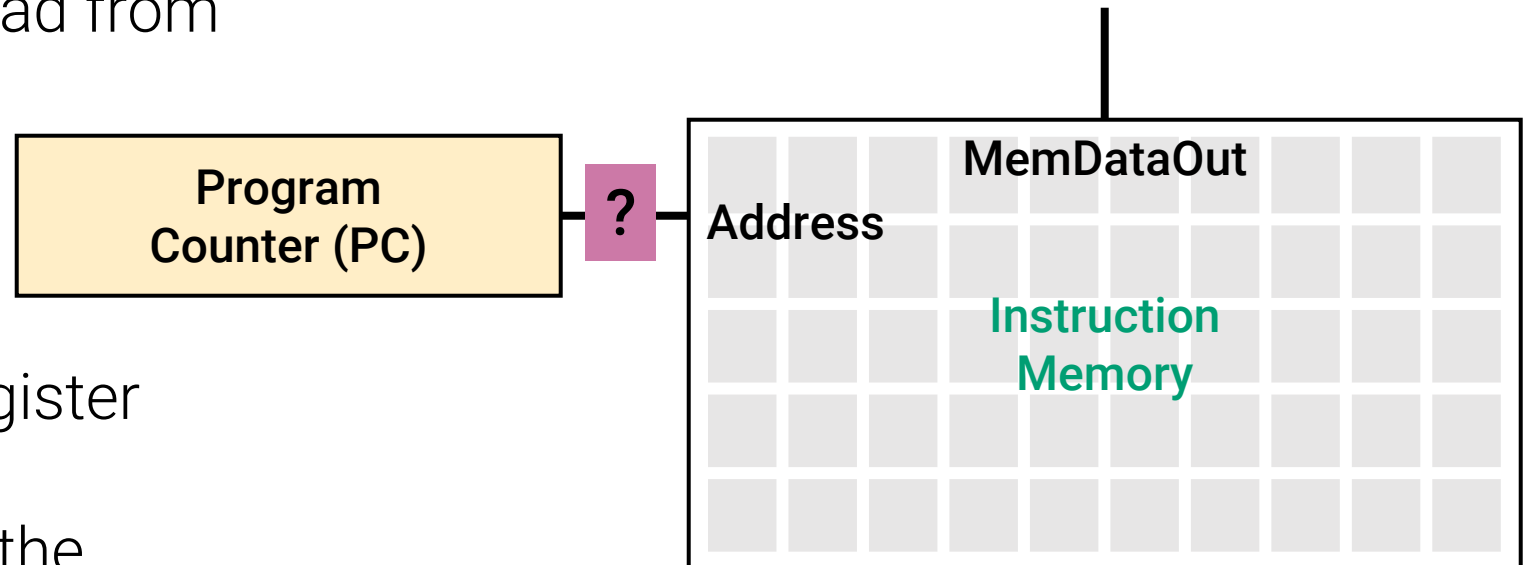 ad from
MemDataOut
Program
Counter (PC)
?
Address
Instruction
Memory
gister
the